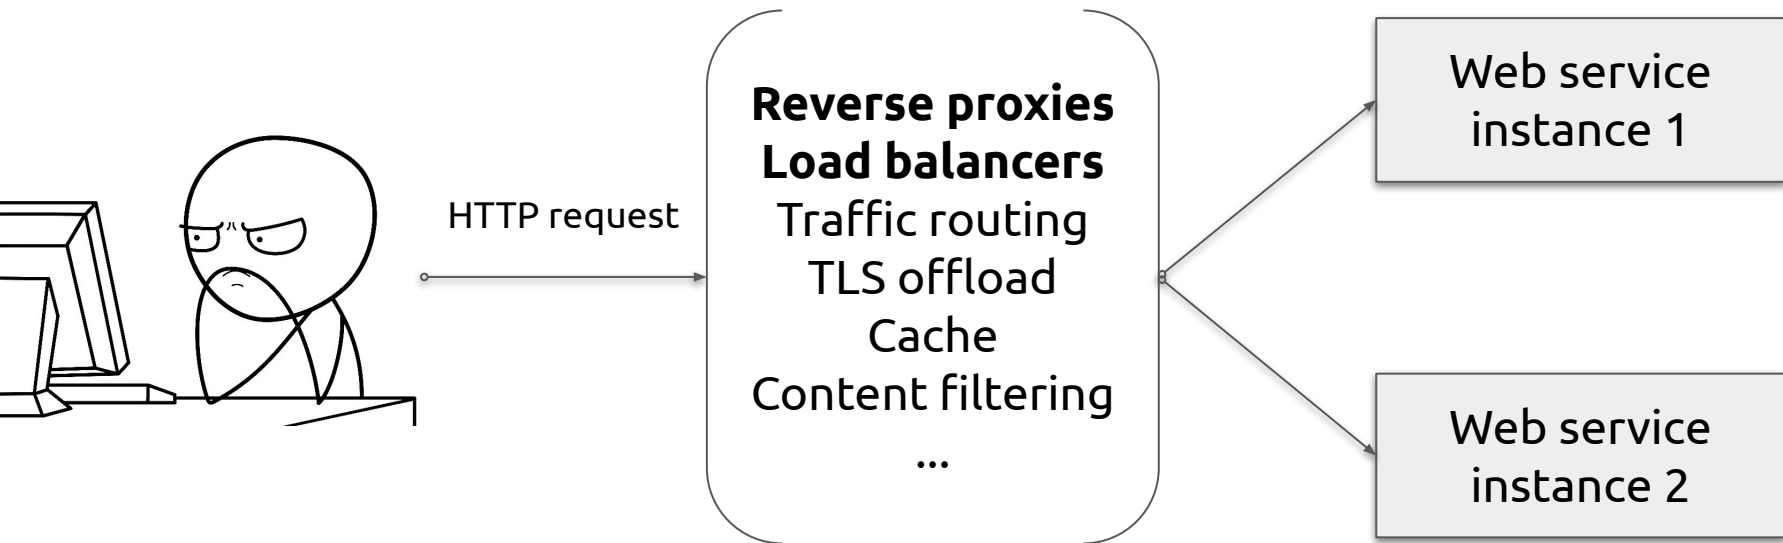 HTTP request
Reverse proxies
Load balancers
Traffic routing
TLS offload
Cache
Content filtering
...
Web service
instance 1
Web service
instance 2